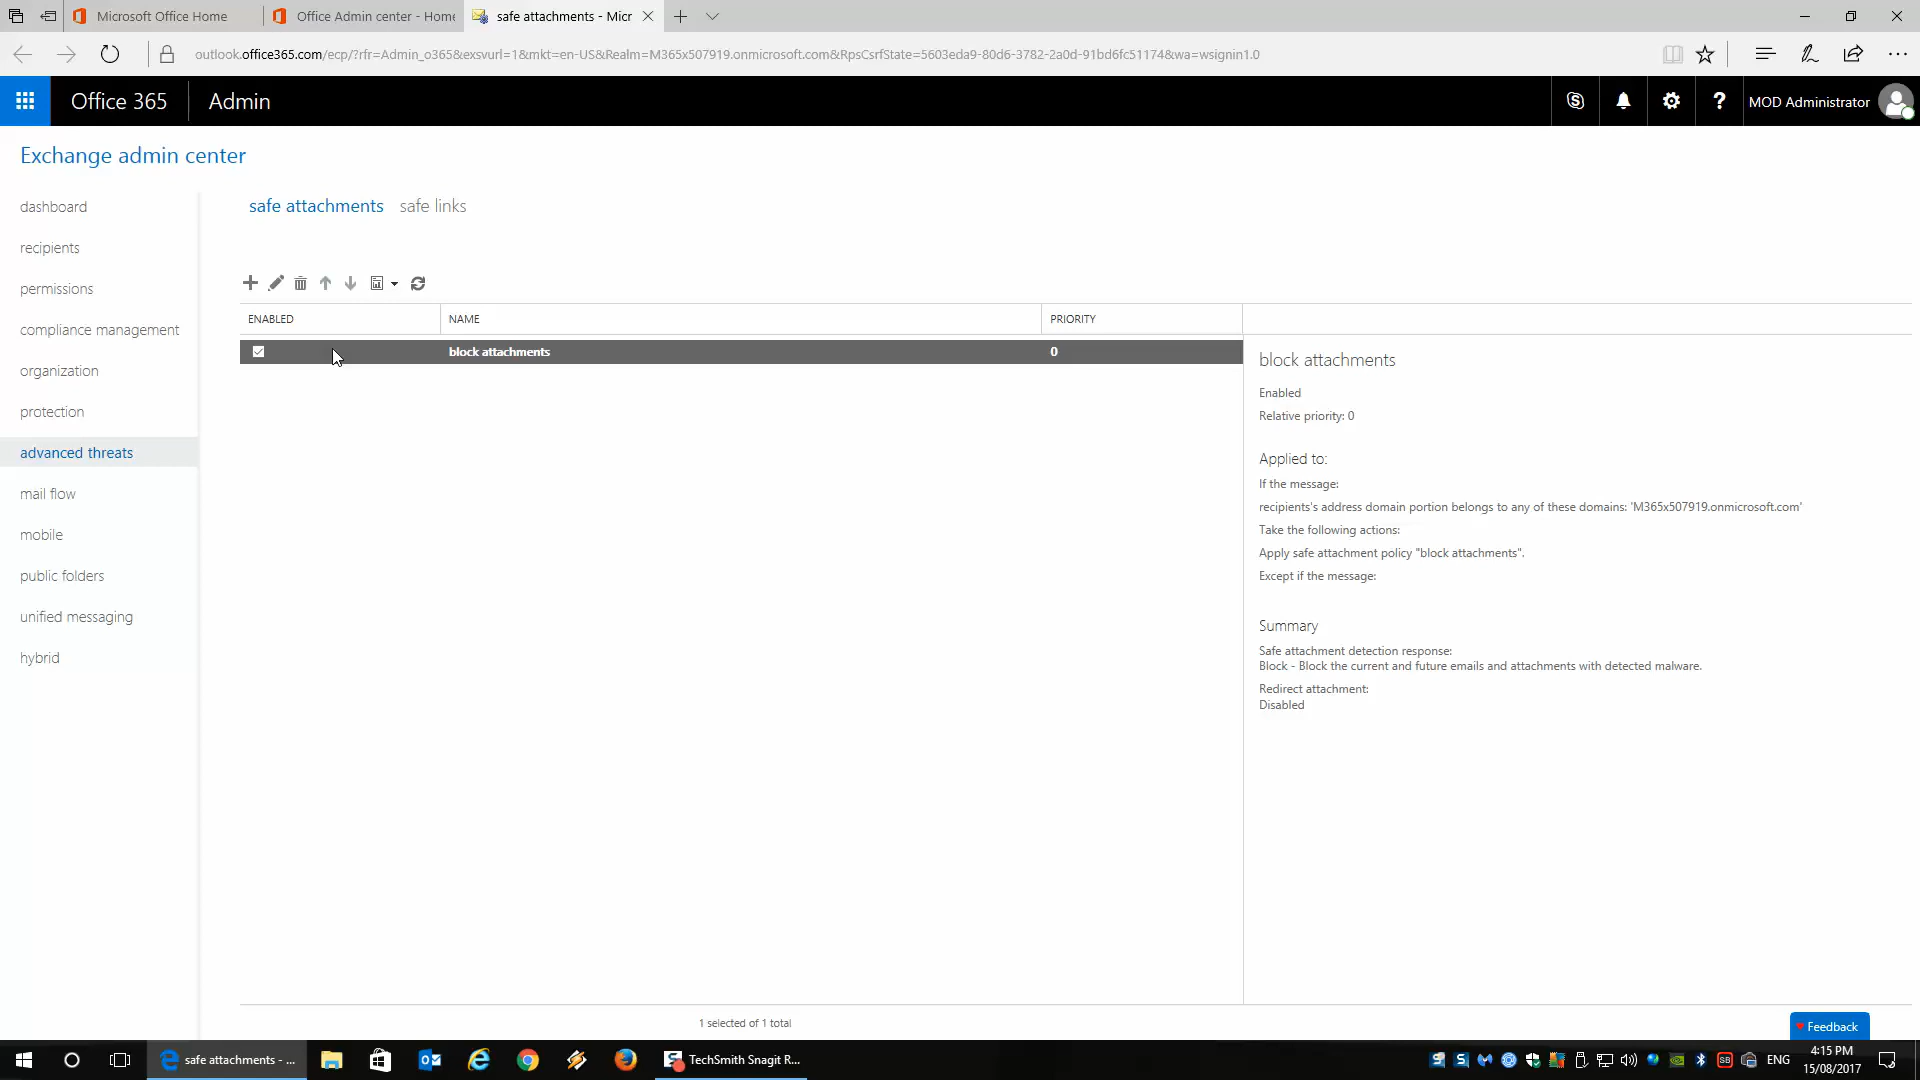 Microsoft Office Home
Office Admin center - Home
safe attachments - Micr
outlook.office365.com/ecp/?rfr=Admin_o365&exsvurl=1&mkt=en-US&Realm=M365x507919.onmicrosoft.com&RpsCsrfState=5603eda9-80d6-3782-2a0d-91bd6fc51174&wa=wsignin1.0
Office 365
Admin
MOD Administrator
Exchange admin center
dashboard
recipients
permissions
compliance management
organization
protection
advanced threats
mail flow
mobile
public folders
unified messaging
hybrid
safe attachments
safe links
ENABLED
NAME
PRIORITY
block attachments
0
block attachments
Enabled
Relative priority: 0
Applied to:
If the message:
recipients's address domain portion belongs to any of these domains: 'M365x507919.onmicrosoft.com'
Take the following actions:
Apply safe attachment policy "block attachments".
Except if the message:
Summary
Safe attachment detection response:
Block - Block the current and future emails and attachments with detected malware.
Redirect attachment:
Disabled
1 selected of 1 total
Feedback
safe attachments - ...
TechSmith Snagit R...
ENG
4:15 PM
15/08/2017